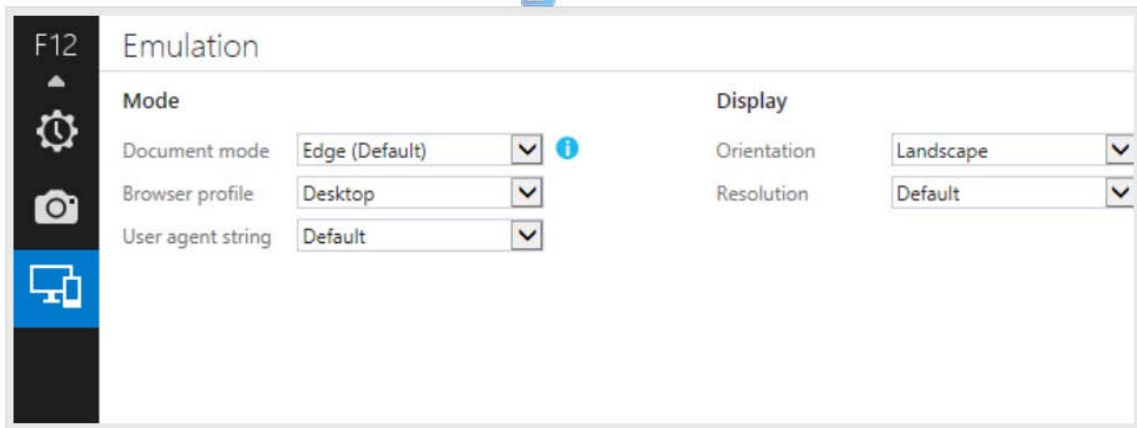 F12
Emulation
Mode
Document mode Edge (Default)
Browser profile Desktop
User agent string Default
Display
Orientation Landscape
Resolution Default